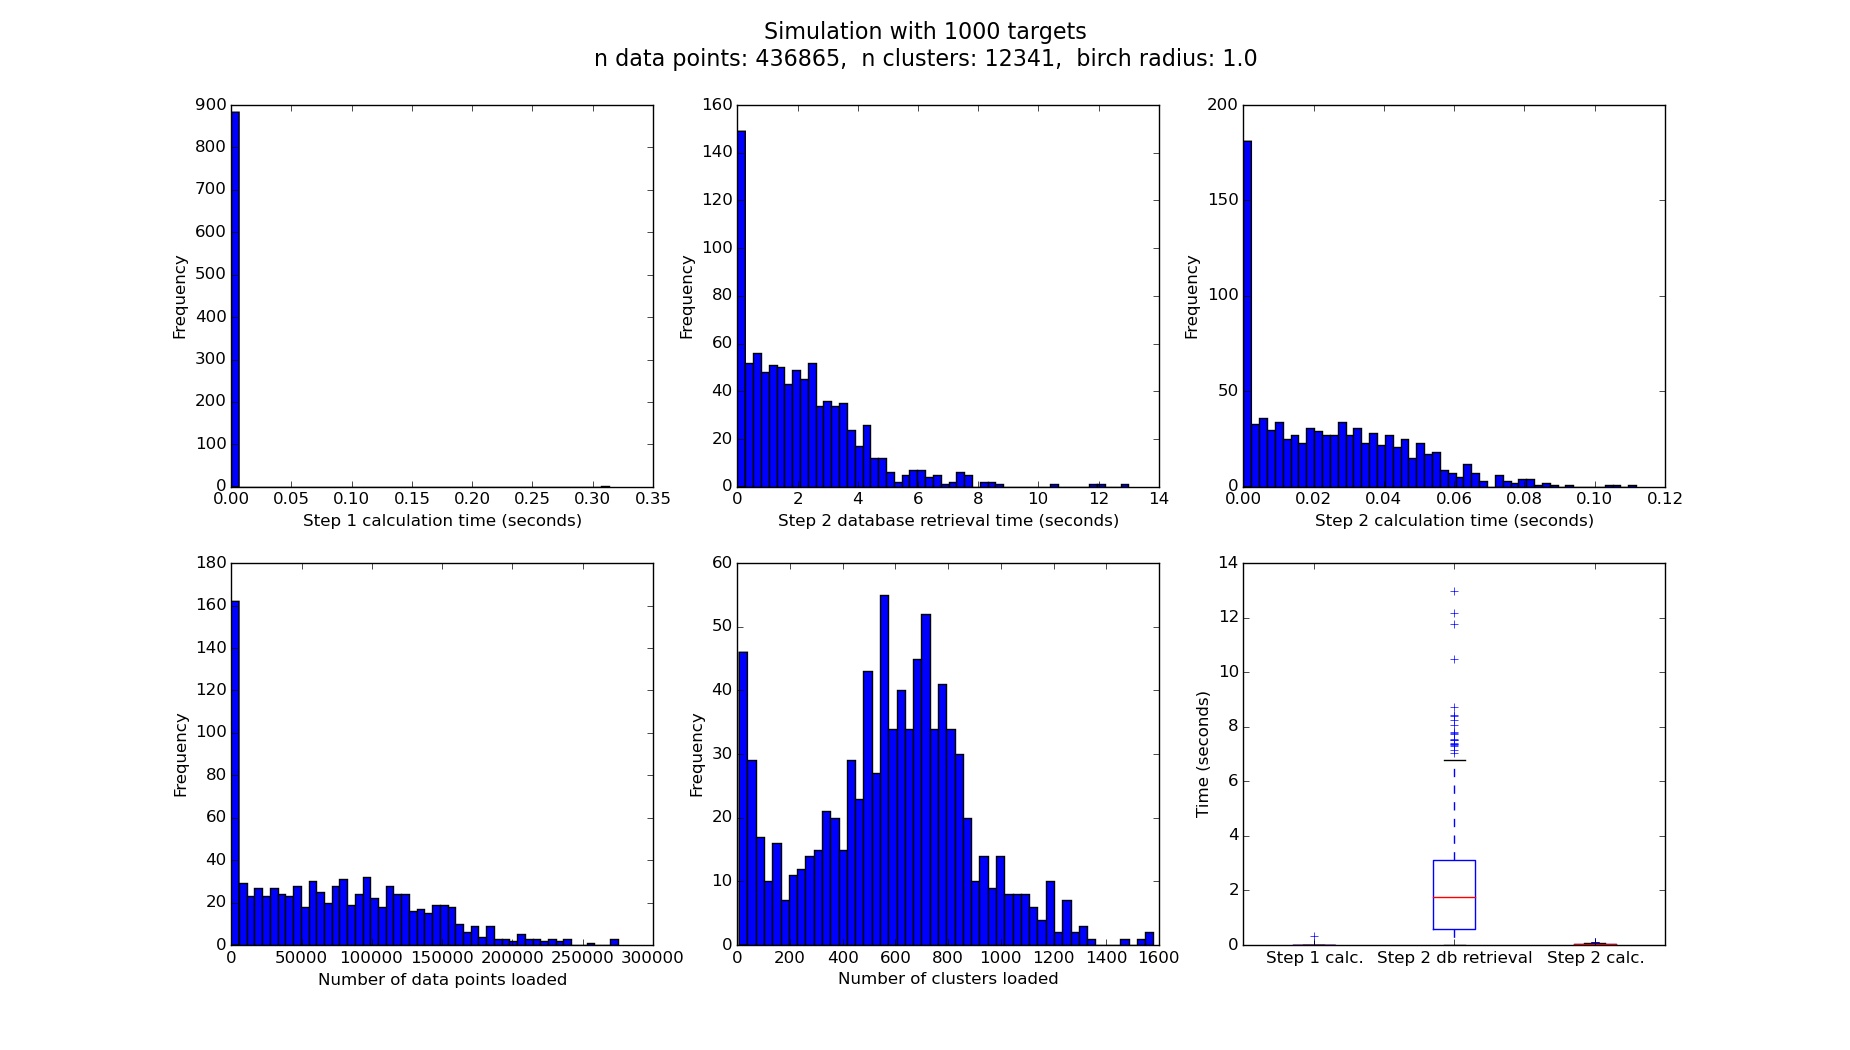 Simulation with 1000 targets
n data points: 436865,  n clusters: 12341,  birch radius: 1.0
900
800
700
600
500
400
300
200
100
0
Frequency
0.00 0.05 0.10 0.15 0.20 0.25 0.30 0.35
Step 1 calculation time (seconds)
160
140
120
100
80
60
40
20
0
Frequency
0 2 4 6 8 10 12 14
Step 2 database retrieval time (seconds)
200
150
100
50
0
Frequency
0.00 0.02 0.04 0.06 0.08 0.10 0.12
Step 2 calculation time (seconds)
180
160
140
120
100
80
60
40
20
0
Frequency
0 50000 100000 150000 200000 250000 300000
Number of data points loaded
60
50
40
30
20
10
0
Frequency
0 200 400 600 800 1000 1200 1400 1600
Number of clusters loaded
14
12
10
8
6
4
2
0
Time (seconds)
Step 1 calc. Step 2 db retrieval Step 2 calc.